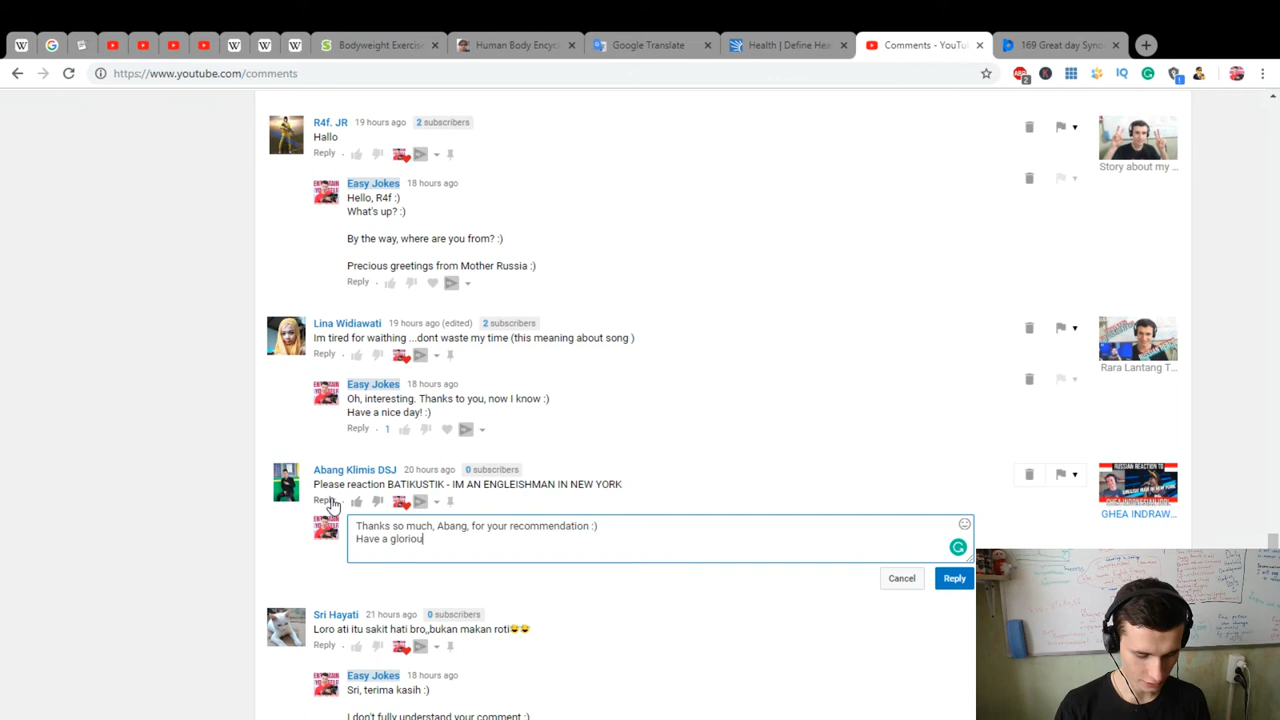 Bodyweight Exercise
Human Body Ency
Google Translate
Health | Define Hea
Comments - YouTu
169 Great day Syno
https://www.youtube.com/comments
R4f. JR 19 hours ago 2 subscribers
Hallo
Reply
Story about my ...
Easy Jokes 18 hours ago
Hello, R4f :)
What's up? :)
By the way, where are you from? :)
Precious greetings from Mother Russia :)
Reply
Lina Widiawati 19 hours ago (edited) 2 subscribers
Im tired for waithing ...dont waste my time (this meaning about song )
Reply
Rara Lantang T...
Easy Jokes 18 hours ago
Oh, interesting. Thanks to you, now I know :)
Have a nice day! :)
Reply 1
Abang Klimis DSJ 20 hours ago 0 subscribers
Please reaction BATIKUSTIK - IM AN ENGLEISHMAN IN NEW YORK
Reply
GHEA INDRAW...
Thanks so much, Abang, for your recommendation :)
Have a gloriou
Cancel Reply
Sri Hayati 21 hours ago 0 subscribers
Loro ati itu sakit hati bro,,bukan makan roti
Reply
Easy Jokes 18 hours ago
Sri, terima kasih :)
I don't fully understand your comment :)